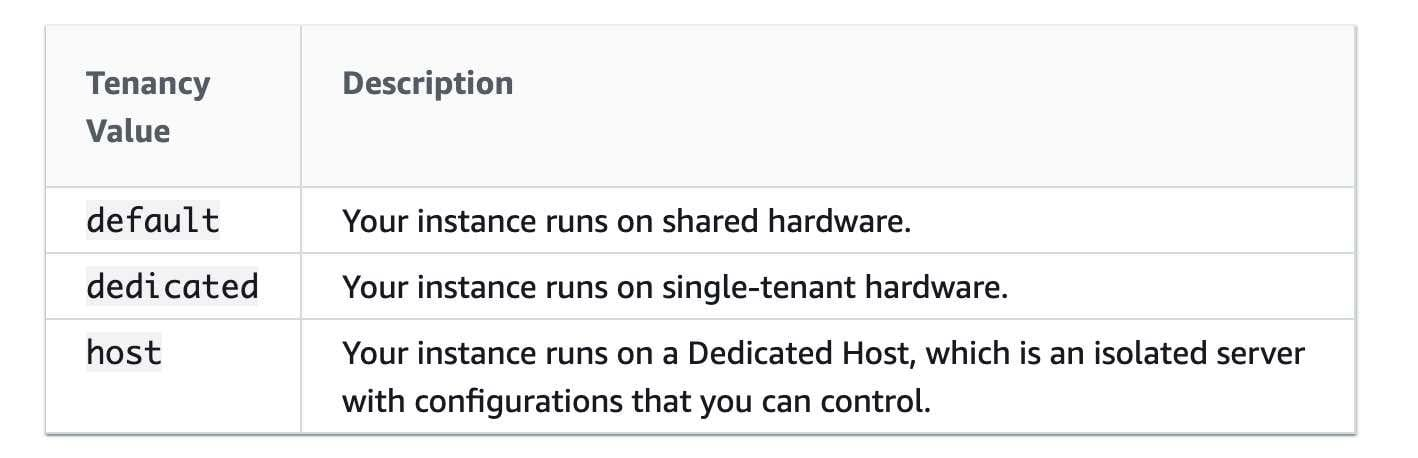 Tenancy Value
Description
default
Your instance runs on shared hardware.
dedicated
Your instance runs on single-tenant hardware.
host
Your instance runs on a Dedicated Host, which is an isolated server
with configurations that you can control.